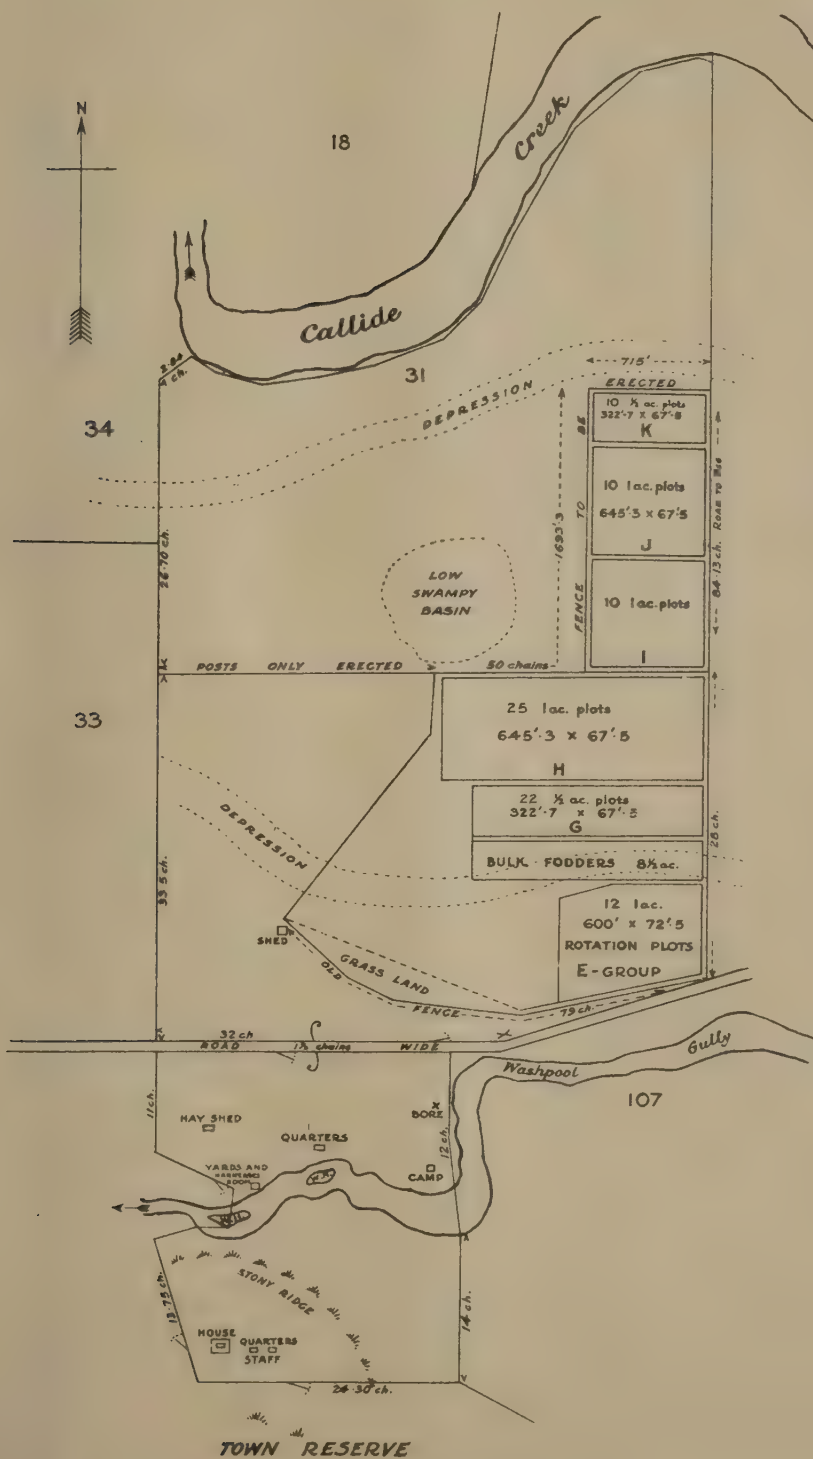 N
18
Creek
Callide
2.84 ch.
31
715'
DEPRESSION
ERECTED
10 ½ ac. plots
322'·7 x 67'·5
K
34
BE
TO
FENCE
10 1ac. plots
645'·3 x 67'·5
J
1693'·3
84·13 ch. ROAD TO
26·70 ch.
LOW
SWAMPY
BASIN
10 1ac. plots
I
POSTS ONLY ERECTED
50 chains
33
25 1ac. plots
645'·3 x 67'·5
H
22 ½ ac. plots
322'·7 x 67'·5
G
DEPRESSION
28 ch.
BULK FODDERS 8½ac.
33·5 ch.
12 1ac.
600' x 72'·5
ROTATION PLOTS
E-GROUP
SHED
GRASS LAND
OLD FENCE
79 ch.
32 ch
ROAD 1½ chains WIDE
Washpool Gully
107
11 ch.
HAY SHED
BORE
QUARTERS
12 ch.
YARDS AND
ROOM
W.H.
CAMP
W.H.
STONY RIDGE
13·75 ch.
14 ch.
HOUSE
QUARTERS
STAFF
24·30 ch.
TOWN RESERVE